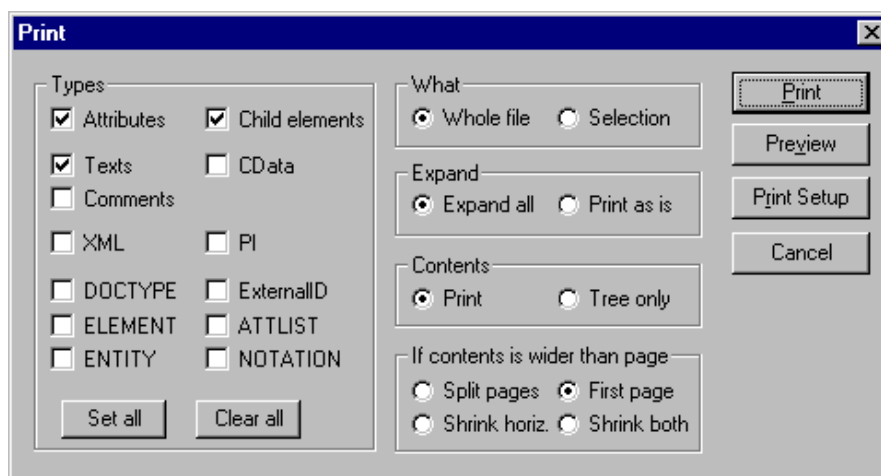 Print
Types
Attributes
Child elements
Texts
CData
Comments
XML
PI
DOCTYPE
ExternalID
ELEMENT
ATTLIST
ENTITY
NOTATION
Set all
Clear all
What
Whole file
Selection
Expand
Expand all
Print as is
Contents
Print
Tree only
If contents is wider than page
Split pages
First page
Shrink horiz.
Shrink both
Print
Preview
Print Setup
Cancel